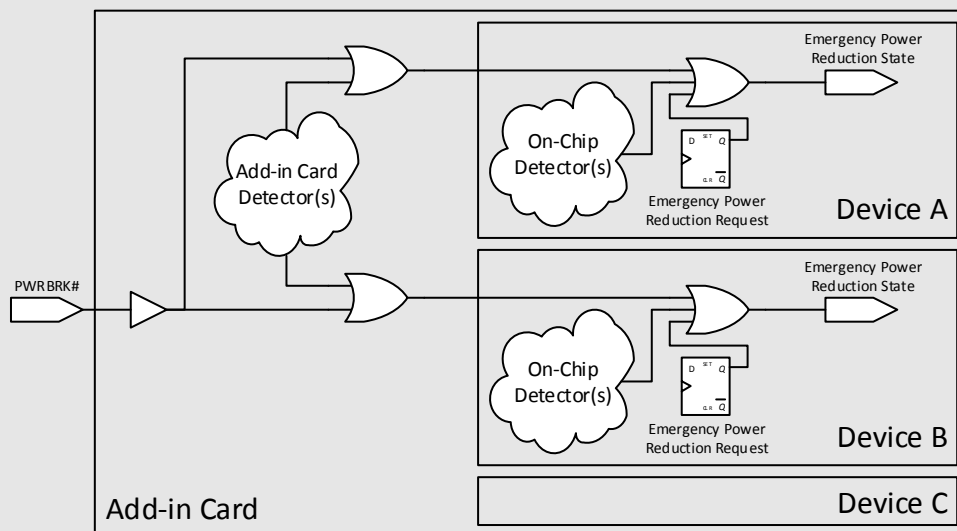 Emergency Power
Reduction State
On-Chip
Detector(s)
D
SET
Q
CLR
Q
Emergency Power
Reduction Request
Device A
Add-in Card
Detector(s)
PWRBRK#
Emergency Power
Reduction State
On-Chip
Detector(s)
D
SET
Q
CLR
Q
Emergency Power
Reduction Request
Device B
Device C
Add-in Card